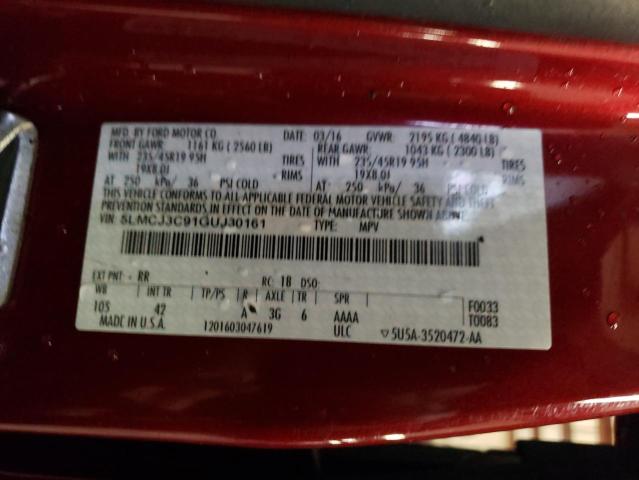 MFD. BY FORD MOTOR CO. DATE: 03/16 GVWR: 2195 KG ( 4840 LB)
FRONT GAWR: 1161 KG ( 2560 LB) REAR GAWR: 1043 KG ( 2300 LB)
WITH 235/45R19 95H TIRES WITH 235/45R19 95H TIRES
19X8.0J RIMS 19X8.0J RIMS
AT 250 kPa/ 36 PSI COLD AT 250 kPa/ 36 PSI COLD
THIS VEHICLE CONFORMS TO ALL APPLICABLE FEDERAL MOTOR VEHICLE SAFETY AND THEFT
PREVENTION STANDARDS IN EFFECT ON THE DATE OF MANUFACTURE SHOWN ABOVE.
VIN: 5LMCJ3C91GUJ30161 TYPE: MPV
EXT PNT: RR RC: 18 DSO:
WB INT TR TP/PS R AXLE TR SPR
105 42 A 3G 6 AAAA F0033
MADE IN U.S.A. 1201603047619 ULC T0083
▽5U5A-3520472-AA